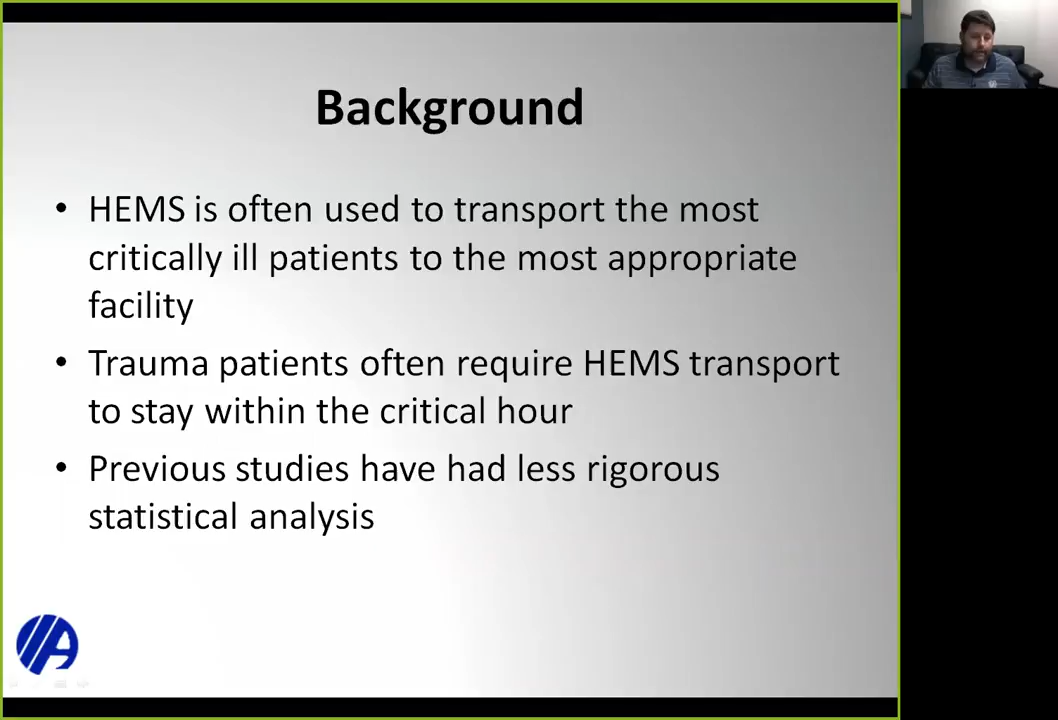 Background
• HEMS is often used to transport the most
critically ill patients to the most appropriate
facility
• Trauma patients often require HEMS transport
to stay within the critical hour
• Previous studies have had less rigorous
statistical analysis